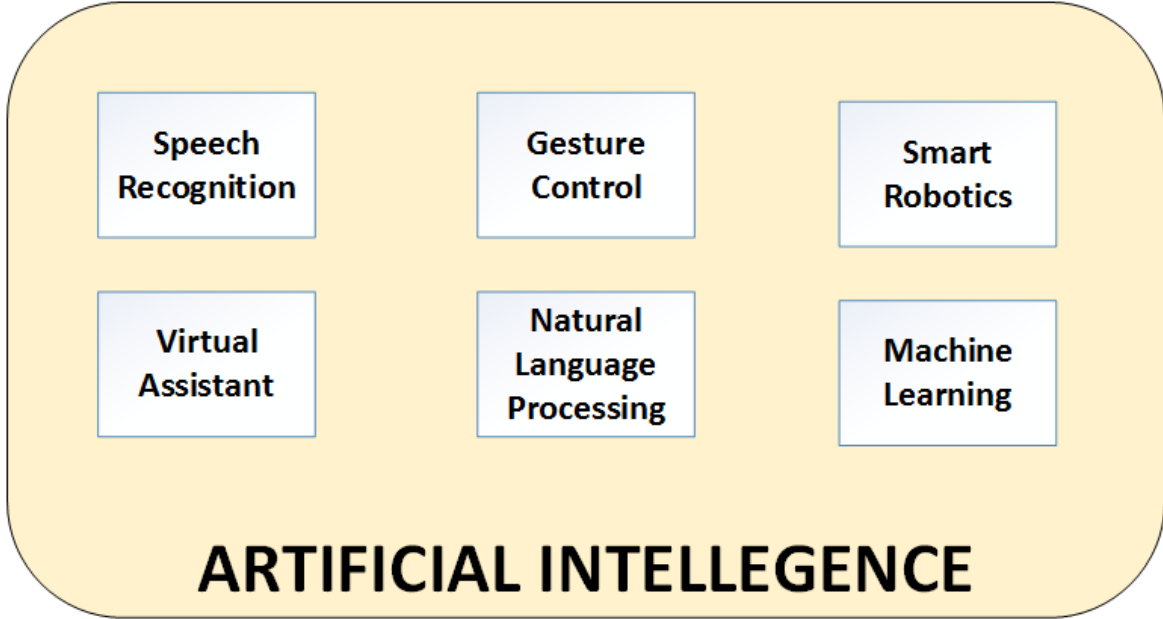 Speech
Recognition
Gesture
Control
Smart
Robotics
Virtual
Assistant
Natural
Language
Processing
Machine
Learning
ARTIFICIAL INTELLEGENCE